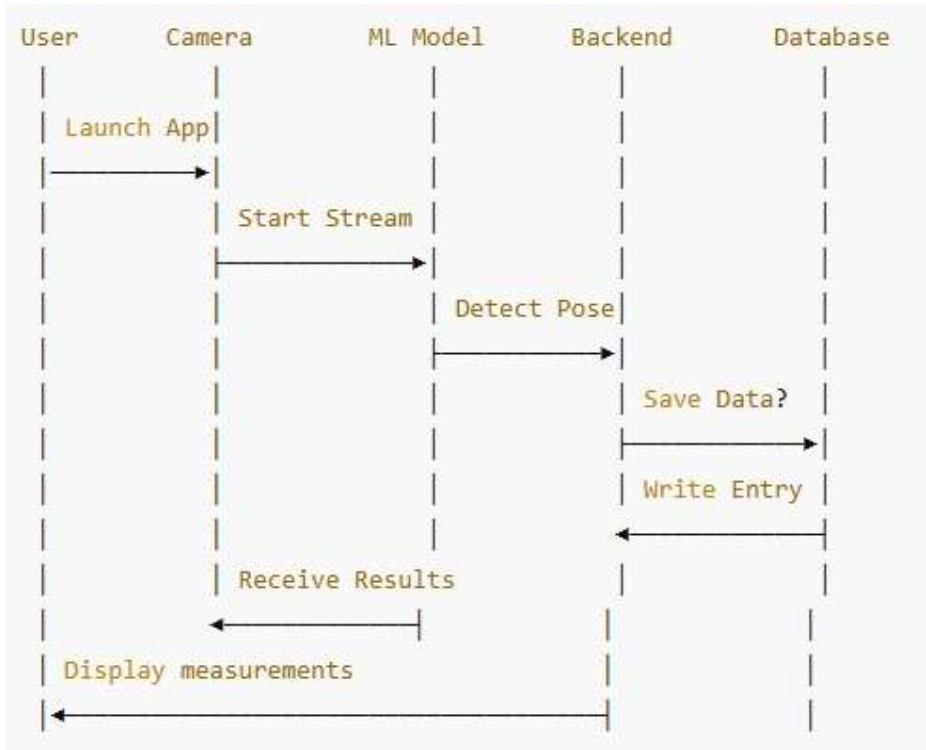 User Camera ML Model Backend Database
Launch App
Start Stream
Detect Pose
Save Data?
Write Entry
Receive Results
Display measurements